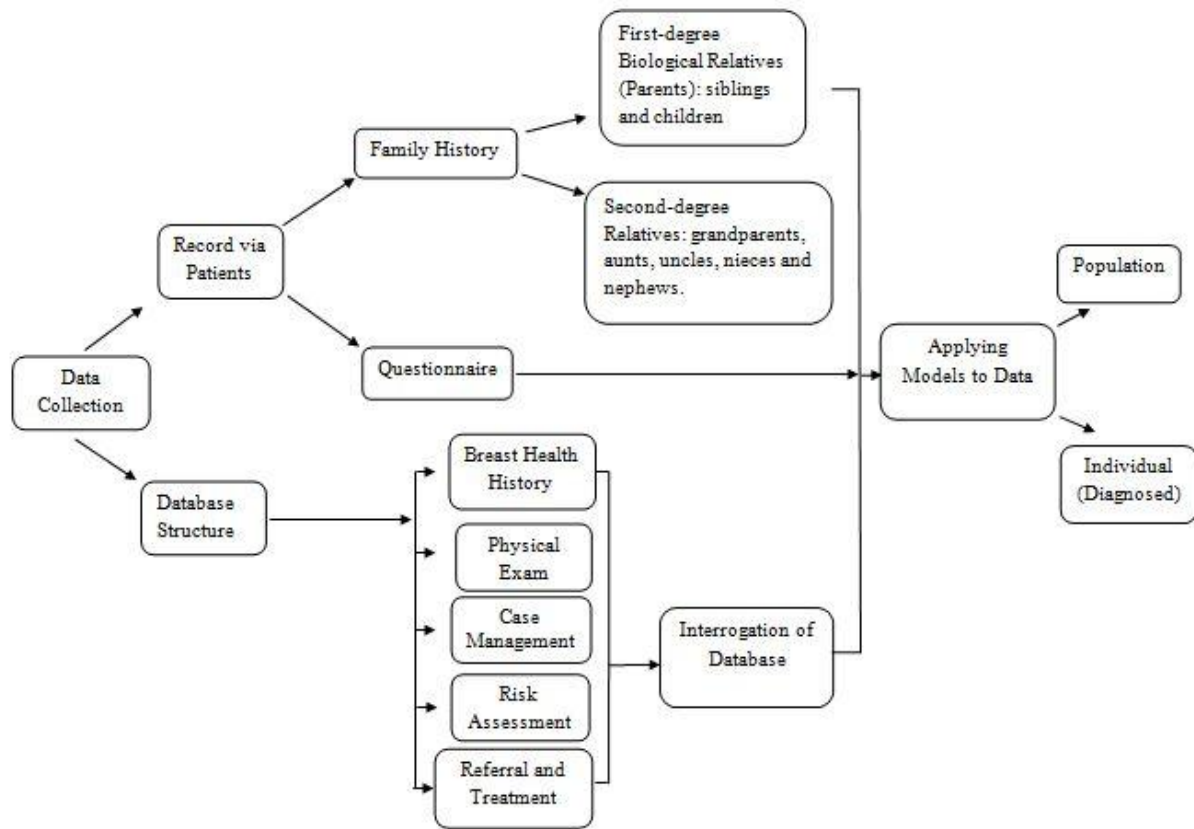 First-degree
Biological Relatives
(Parents): siblings
and children
Family History
Second-degree
Relatives: grandparents,
aunts, uncles, nieces and
nephews.
Record via
Patients
Population
Applying
Models to Data
Questionnaire
Data
Collection
Individual
(Diagnosed)
Breast Health
History
Database
Structure
Physical
Exam
Case
Management
Interrogation of
Database
Risk
Assessment
Referral and
Treatment